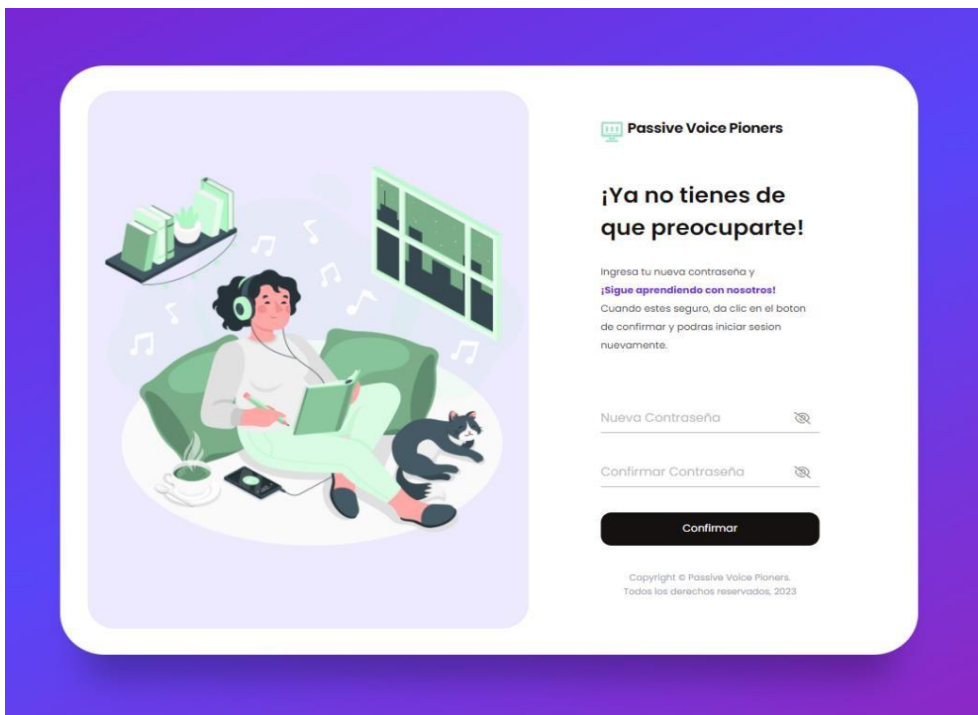 Passive Voice Pioners
¡Ya no tienes de
que preocuparte!
Ingresa tu nueva contraseña y
¡Sigue aprendiendo con nosotros!
Cuando estes seguro, da clic en el boton
de confirmar y podras iniciar sesion
nuevamente.
Nueva Contraseña
Confirmar Contraseña
Confirmar
Copyright © Passive Voice Pioners.
Todos los derechos reservados, 2023